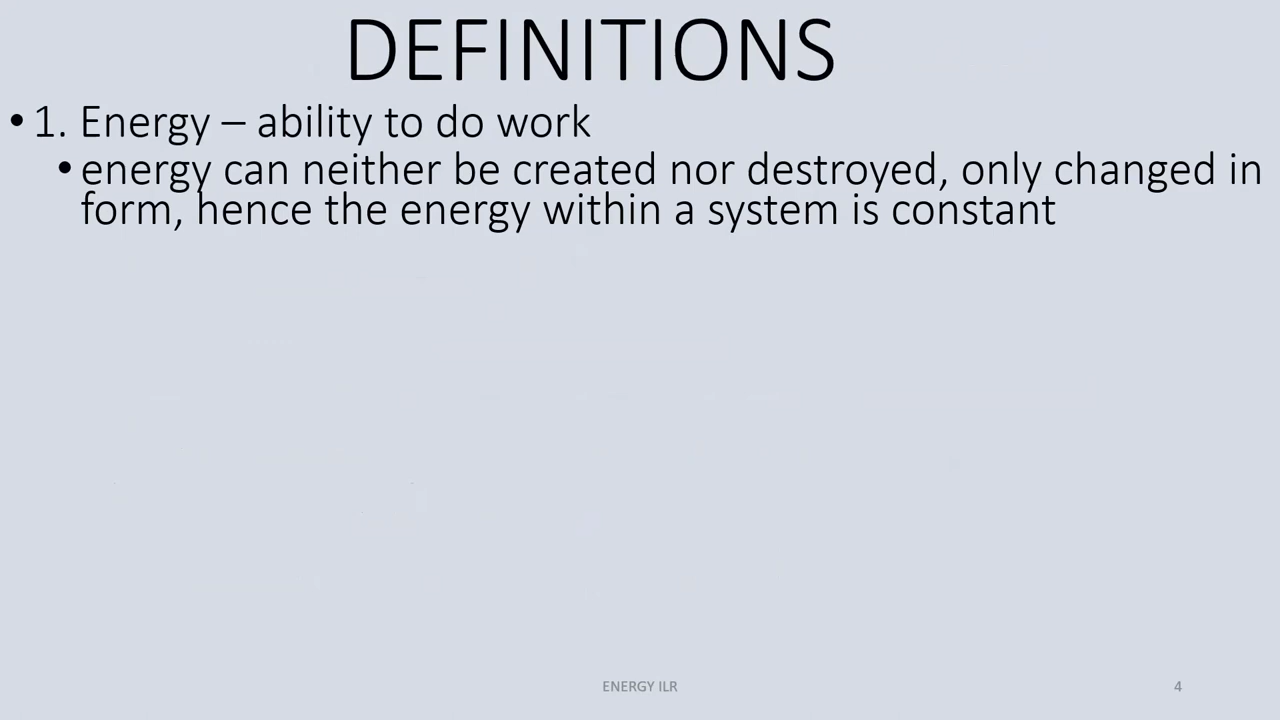 DEFINITIONS
• 1. Energy – ability to do work
• energy can neither be created nor destroyed, only changed in
form, hence the energy within a system is constant
ENERGY ILR
4